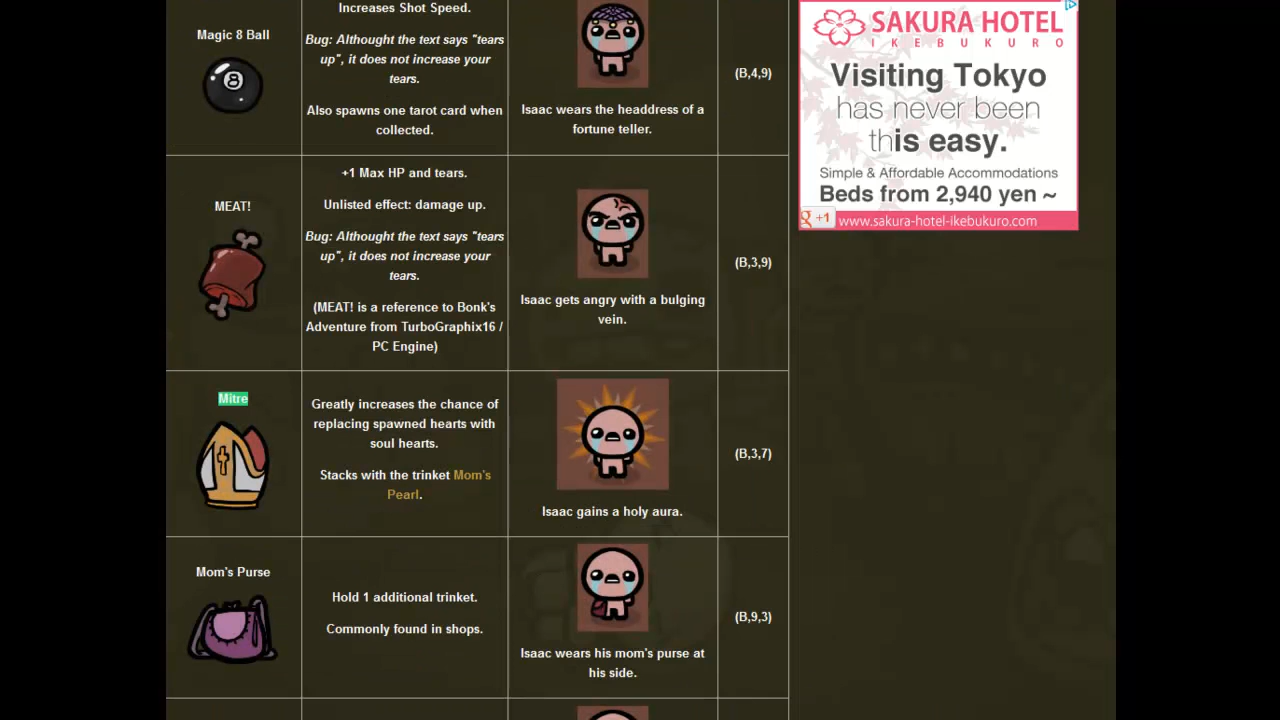 Magic 8 Ball
Increases Shot Speed.
Bug: Althought the text says "tears
up", it does not increase your
tears.
Also spawns one tarot card when
collected.
8
Isaac wears the headdress of a
fortune teller.
(B,4,9)
MEAT!
+1 Max HP and tears.
Unlisted effect: damage up.
Bug: Althought the text says "tears
up", it does not increase your
tears.
(MEAT! is a reference to Bonk's
Adventure from TurboGraphix16 /
PC Engine)
Isaac gets angry with a bulging
vein.
(B,3,9)
Mitre
Greatly increases the chance of
replacing spawned hearts with
soul hearts.
Stacks with the trinket Mom's
Pearl.
Isaac gains a holy aura.
(B,3,7)
Mom's Purse
Hold 1 additional trinket.
Commonly found in shops.
Isaac wears his mom's purse at
his side.
(B,9,3)
SAKURA HOTEL
IKEBUKURO
Visiting Tokyo
has never been
this easy.
Simple & Affordable Accommodations
Beds from 2,940 yen ~
g +1 www.sakura-hotel-ikebukuro.com